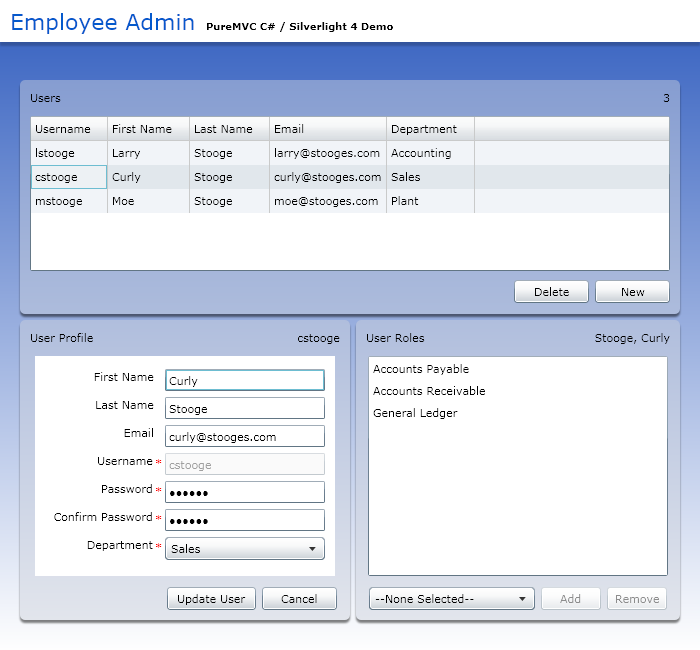 Employee Admin PureMVC C# / Silverlight 4 Demo
Users 3
Username First Name Last Name Email Department
lstooge Larry Stooge larry@stooges.com Accounting
cstooge Curly Stooge curly@stooges.com Sales
mstooge Moe Stooge moe@stooges.com Plant
Delete New
User Profile cstooge
First Name Curly
Last Name Stooge
Email curly@stooges.com
Username * cstooge
Password * ●●●●●●
Confirm Password * ●●●●●●
Department * Sales
Update User Cancel
User Roles Stooge, Curly
Accounts Payable
Accounts Receivable
General Ledger
--None Selected-- Add Remove